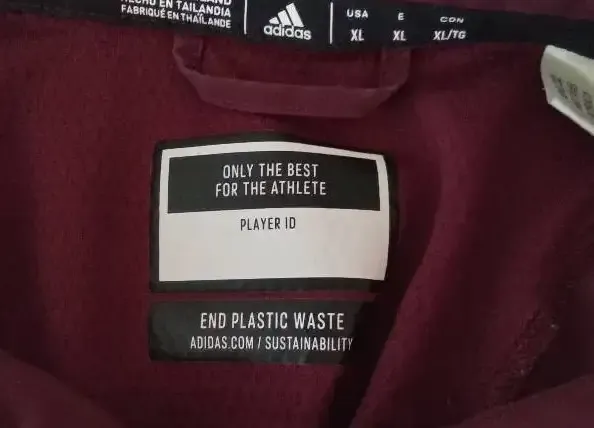 HECHO EN TAILANDIA
FABRIQUÉ EN THAÏLANDE
adidas
USA E CON
XL XL XL/TG
ONLY THE BEST
FOR THE ATHLETE
PLAYER ID
END PLASTIC WASTE
ADIDAS.COM / SUSTAINABILITY